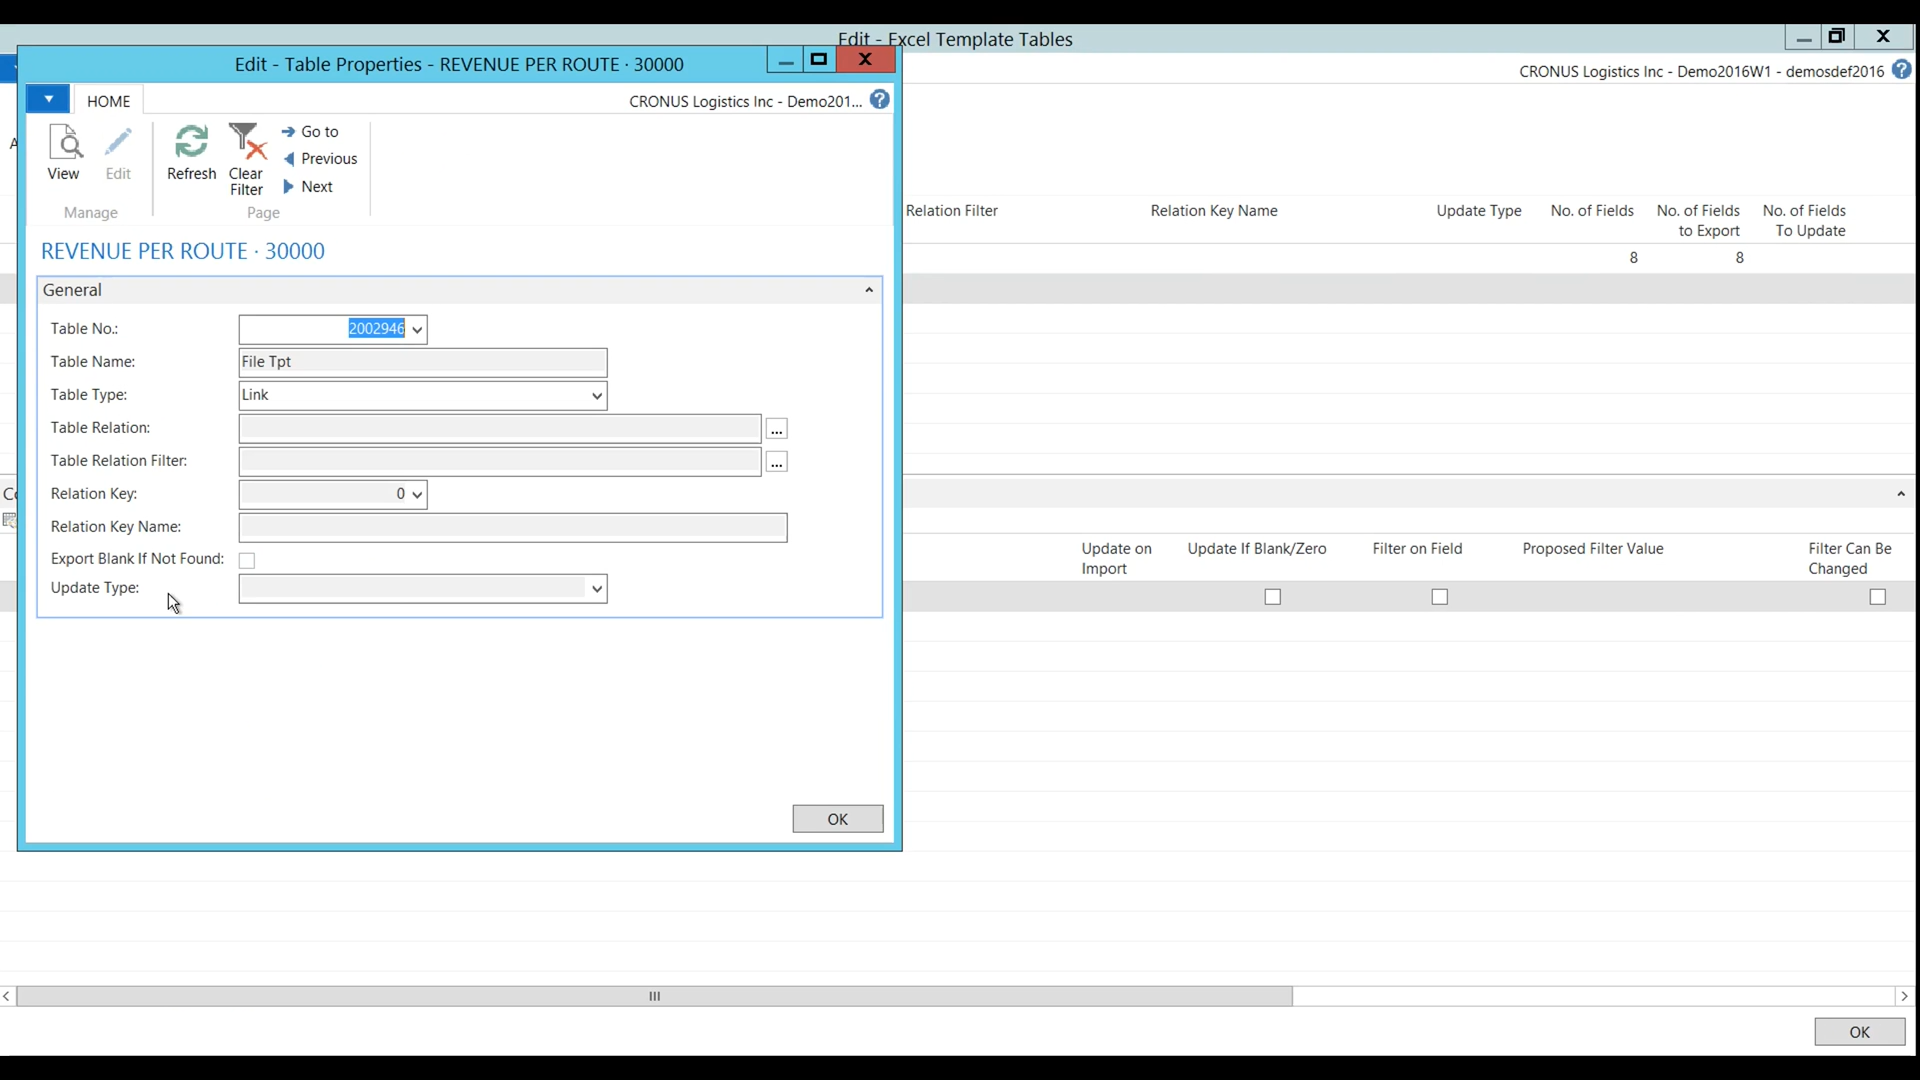 Edit - Excel Template Tables
CRONUS Logistics Inc - Demo2016W1 - demosdef2016
Edit - Table Properties - REVENUE PER ROUTE · 30000
HOME
CRONUS Logistics Inc - Demo201...
View
Edit
Refresh
Clear Filter
Go to
Previous
Next
Manage
Page
REVENUE PER ROUTE · 30000
General
Table No.: 2002946
Table Name: File Tpt
Table Type: Link
Table Relation: ...
Table Relation Filter: ...
Relation Key: 0
Relation Key Name:
Export Blank If Not Found:
Update Type:
OK
Relation Filter
Relation Key Name
Update Type
No. of Fields
No. of Fields to Export
No. of Fields To Update
8 8
Update on Import
Update If Blank/Zero
Filter on Field
Proposed Filter Value
Filter Can Be Changed
OK